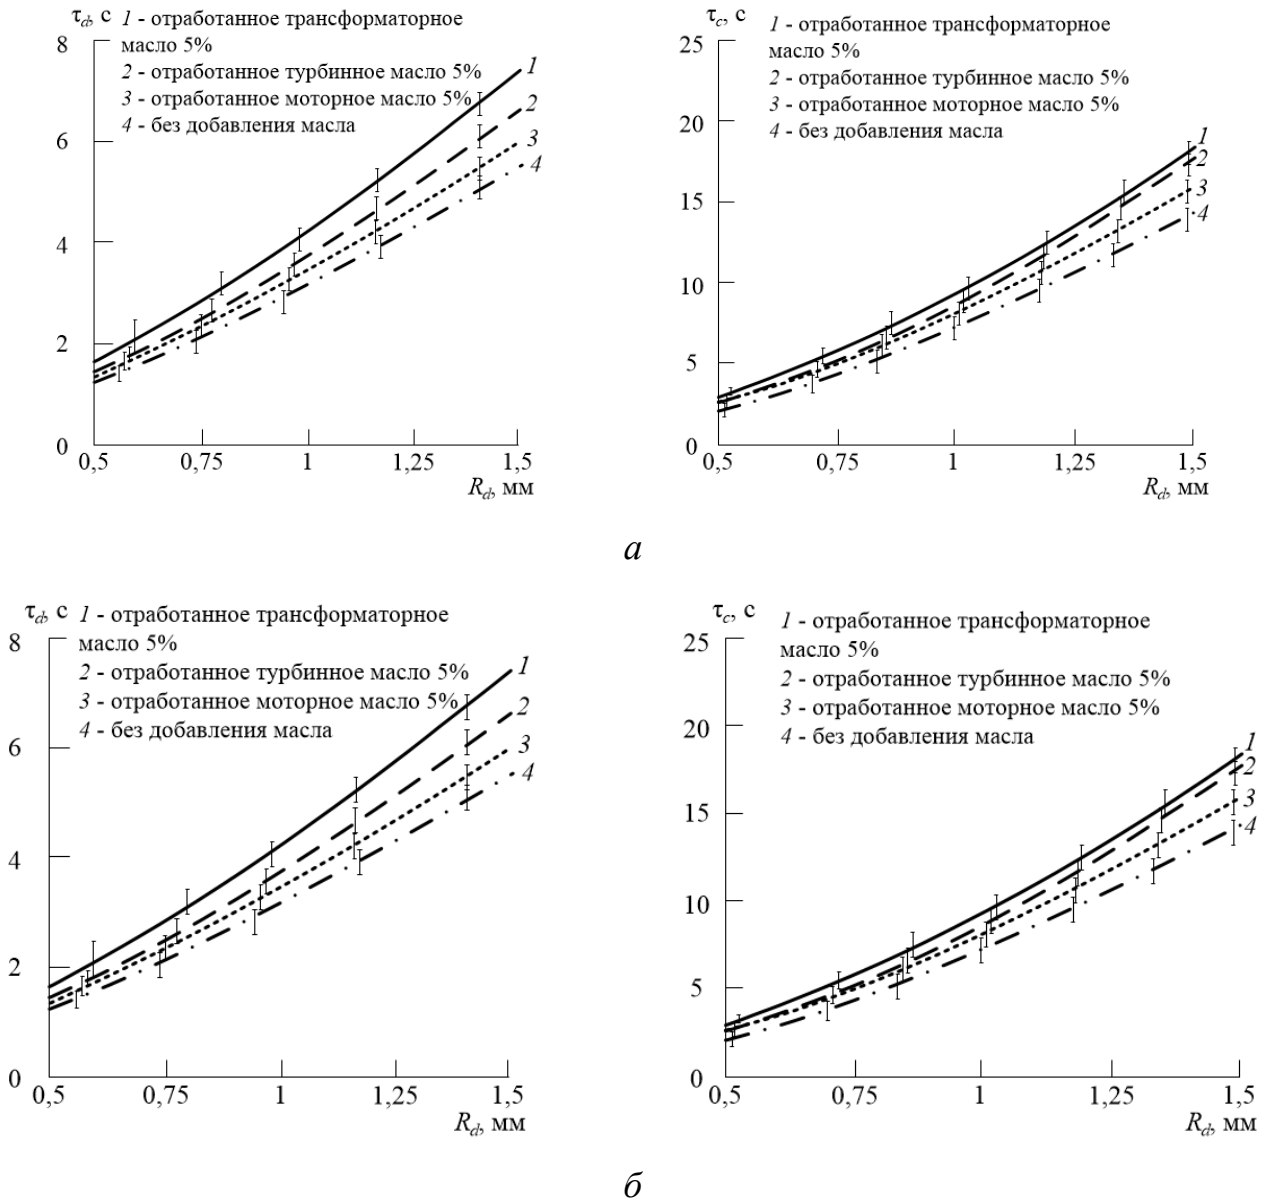 τd, с 1 - отработанное трансформаторное
масло 5%
2 - отработанное турбинное масло 5%
3 - отработанное моторное масло 5%
4 - без добавления масла
8
6
4
2
0
1
2
3
4
0,5 0,75 1 1,25 1,5
Rd, мм
τc, с
1 - отработанное трансформаторное
масло 5%
2 - отработанное турбинное масло 5%
3 - отработанное моторное масло 5%
4 - без добавления масла
25
20
15
10
5
0
1
2
3
4
0,5 0,75 1 1,25 1,5
Rd, мм
а
τd, с 1 - отработанное трансформаторное
масло 5%
2 - отработанное турбинное масло 5%
3 - отработанное моторное масло 5%
4 - без добавления масла
8
6
4
2
0
1
2
3
4
0,5 0,75 1 1,25 1,5
Rd, мм
τc, с
1 - отработанное трансформаторное
масло 5%
2 - отработанное турбинное масло 5%
3 - отработанное моторное масло 5%
4 - без добавления масла
25
20
15
10
5
0
1
2
3
4
0,5 0,75 1 1,25 1,5
Rd, мм
б